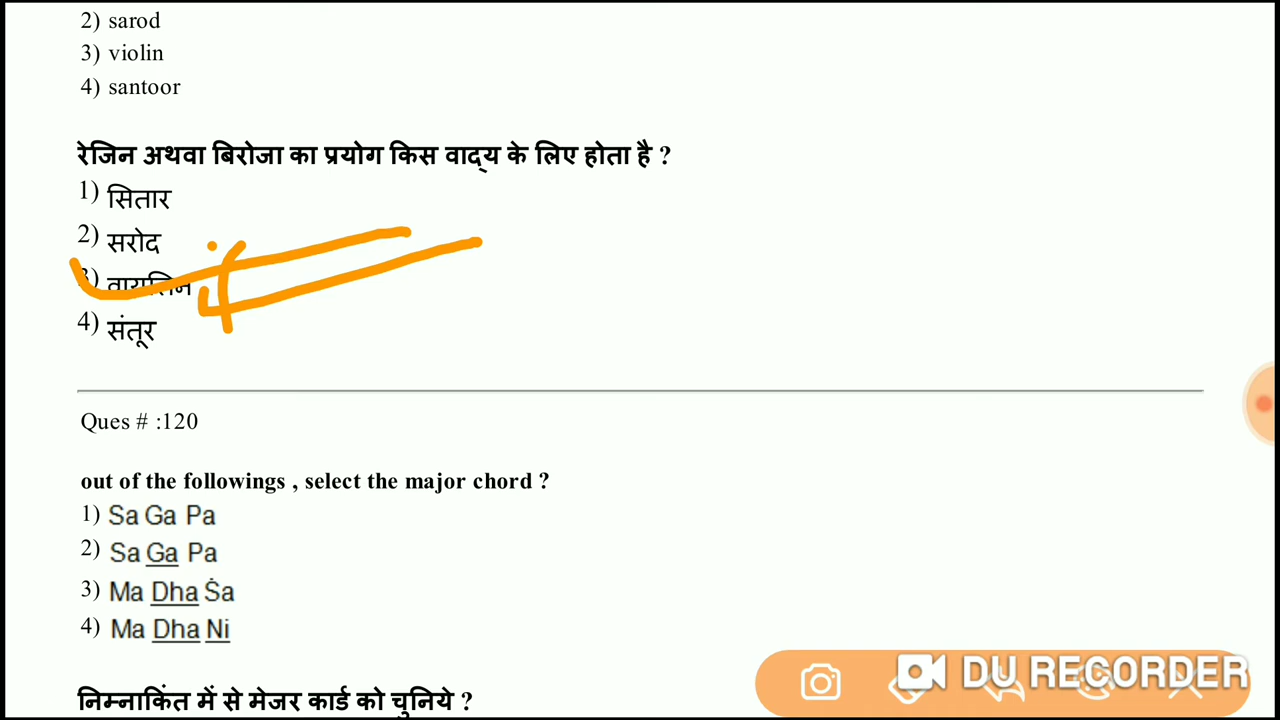 2) sarod
3) violin
4) santoor
रेजिन अथवा बिरोजा का प्रयोग किस वाद्य के लिए होता है ?
1) सितार
2) सरोद
3) वायलिन
4) संतूर
Ques # :120
out of the followings , select the major chord ?
1) Sa Ga Pa
2) Sa Ga Pa
3) Ma Dha Ṡa
4) Ma Dha Ni
DU RECORDER
निम्नाकिंत में से मेजर कार्ड को चुनिये ?